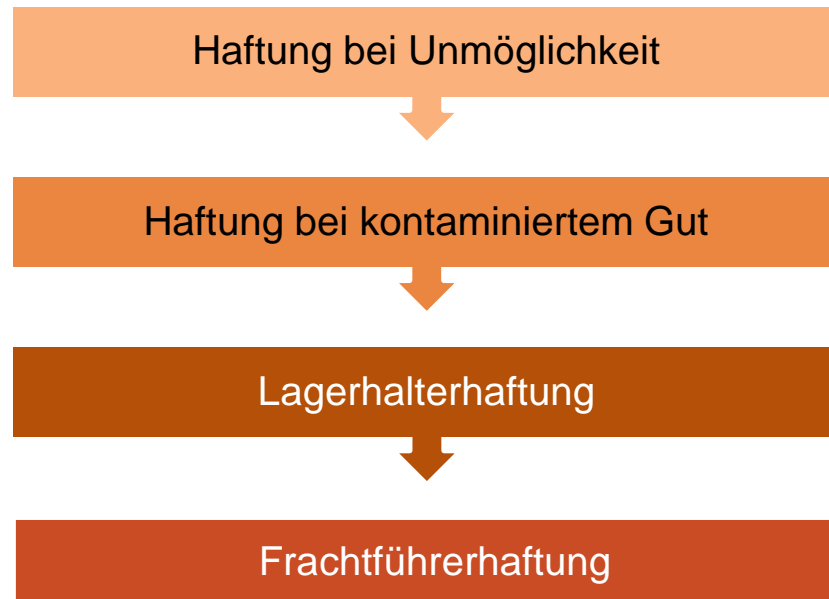 Haftung bei Unmöglichkeit
Haftung bei kontaminiertem Gut
Lagerhalterhaftung
Frachtführerhaftung